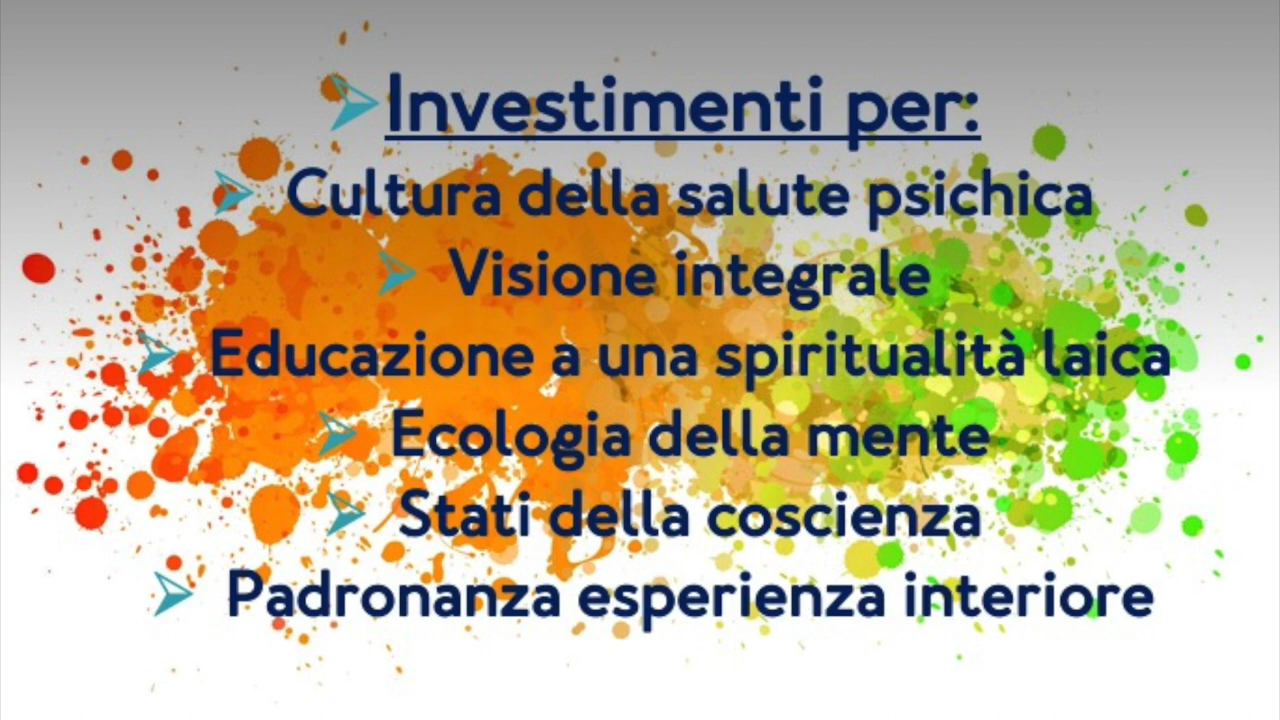 Investimenti per:
Cultura della salute psichica
Visione integrale
Educazione a una spiritualità laica
Ecologia della mente
Stati della coscienza
Padronanza esperienza interiore